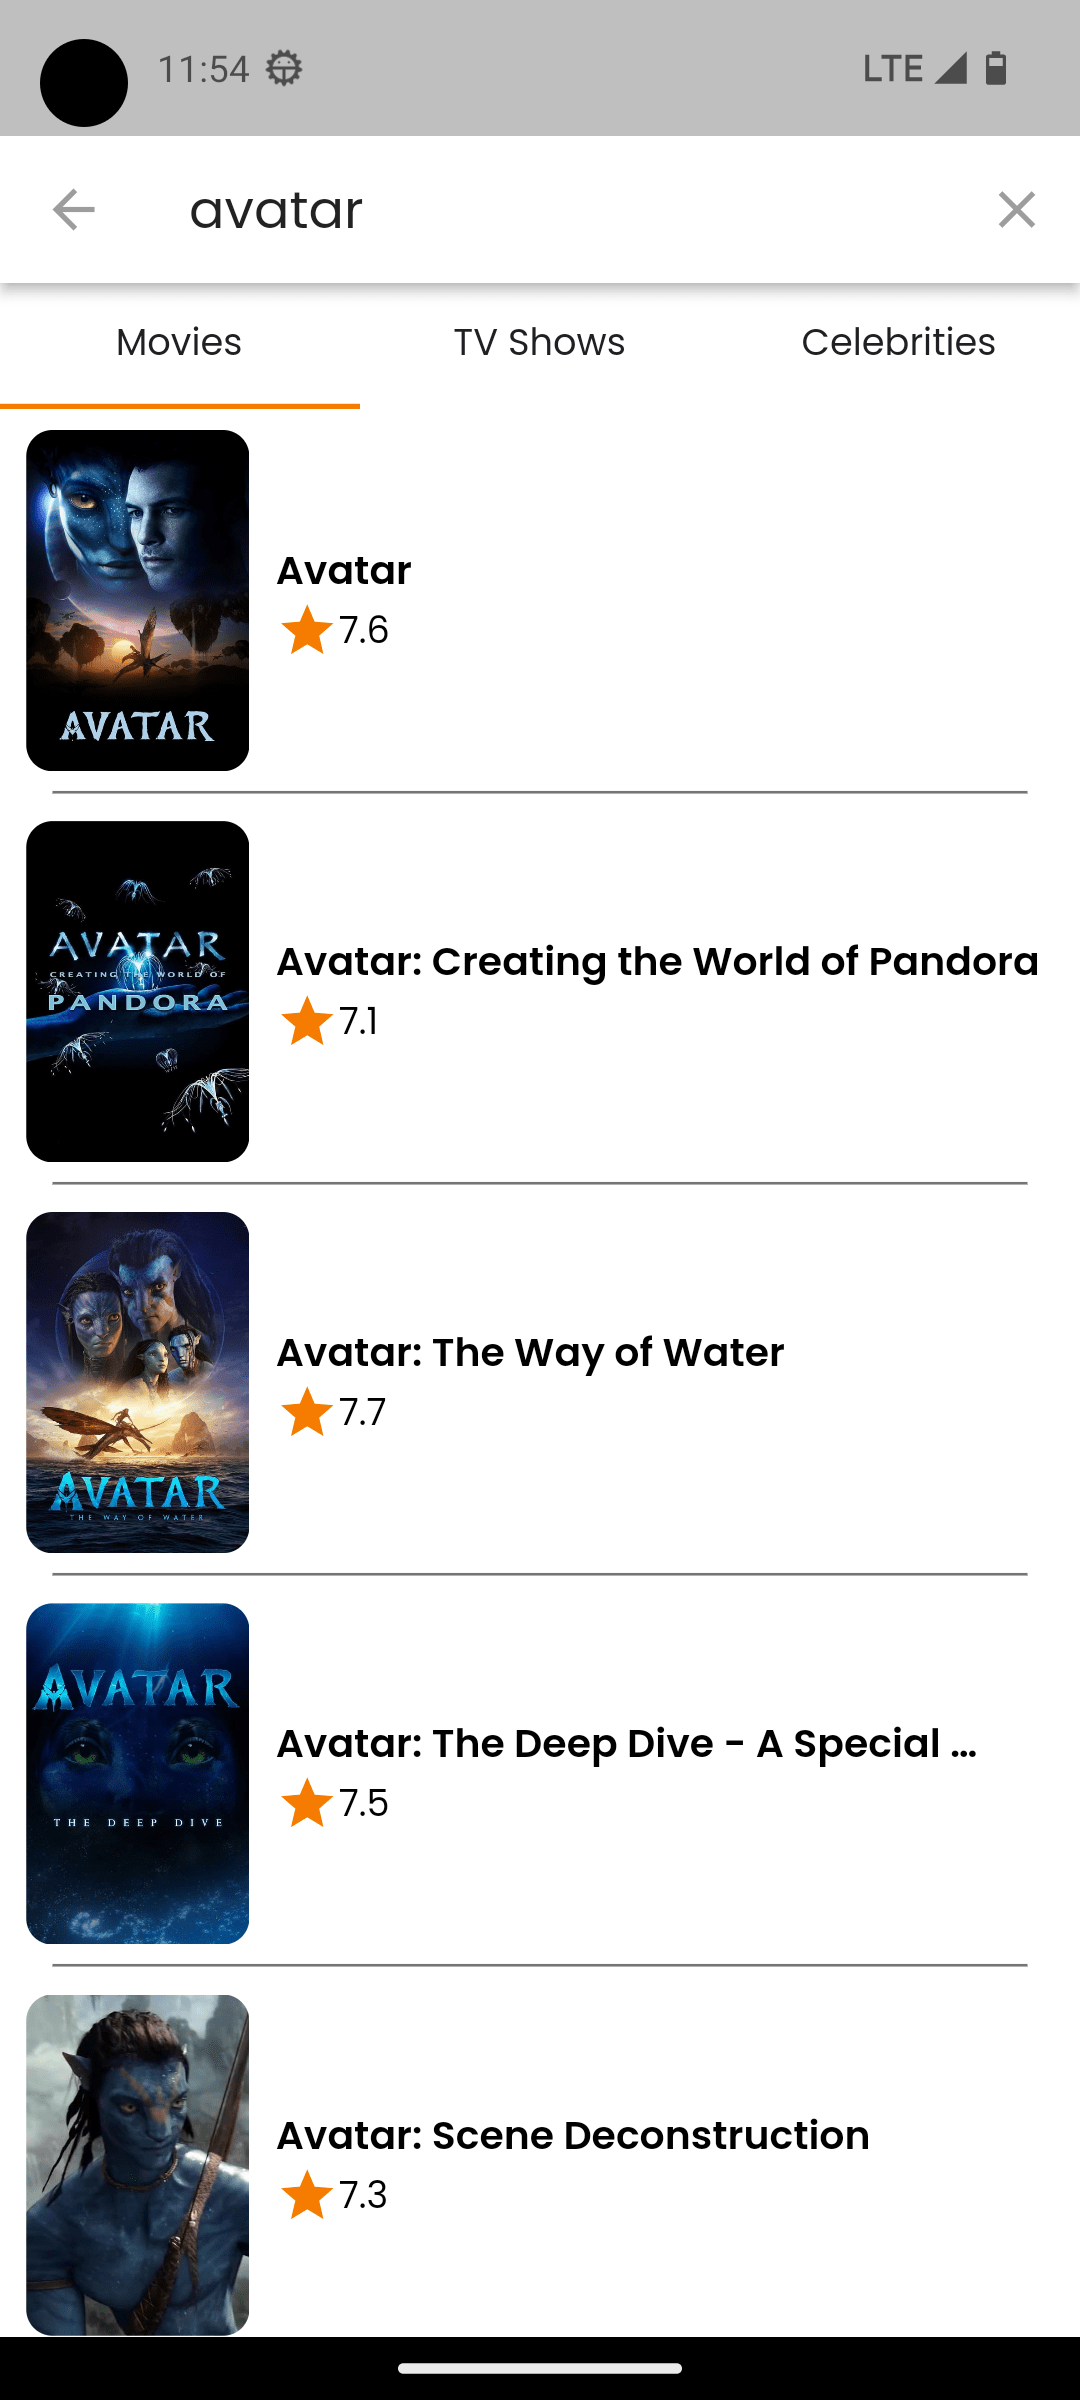 11:54
LTE
avatar
Movies
TV Shows
Celebrities
AVATAR
Avatar
7.6
AVATAR
CREATING THE WORLD OF
PANDORA
Avatar: Creating the World of Pandora
7.1
AVATAR
THE WAY OF WATER
Avatar: The Way of Water
7.7
AVATAR
THE DEEP DIVE
Avatar: The Deep Dive - A Special ...
7.5
Avatar: Scene Deconstruction
7.3